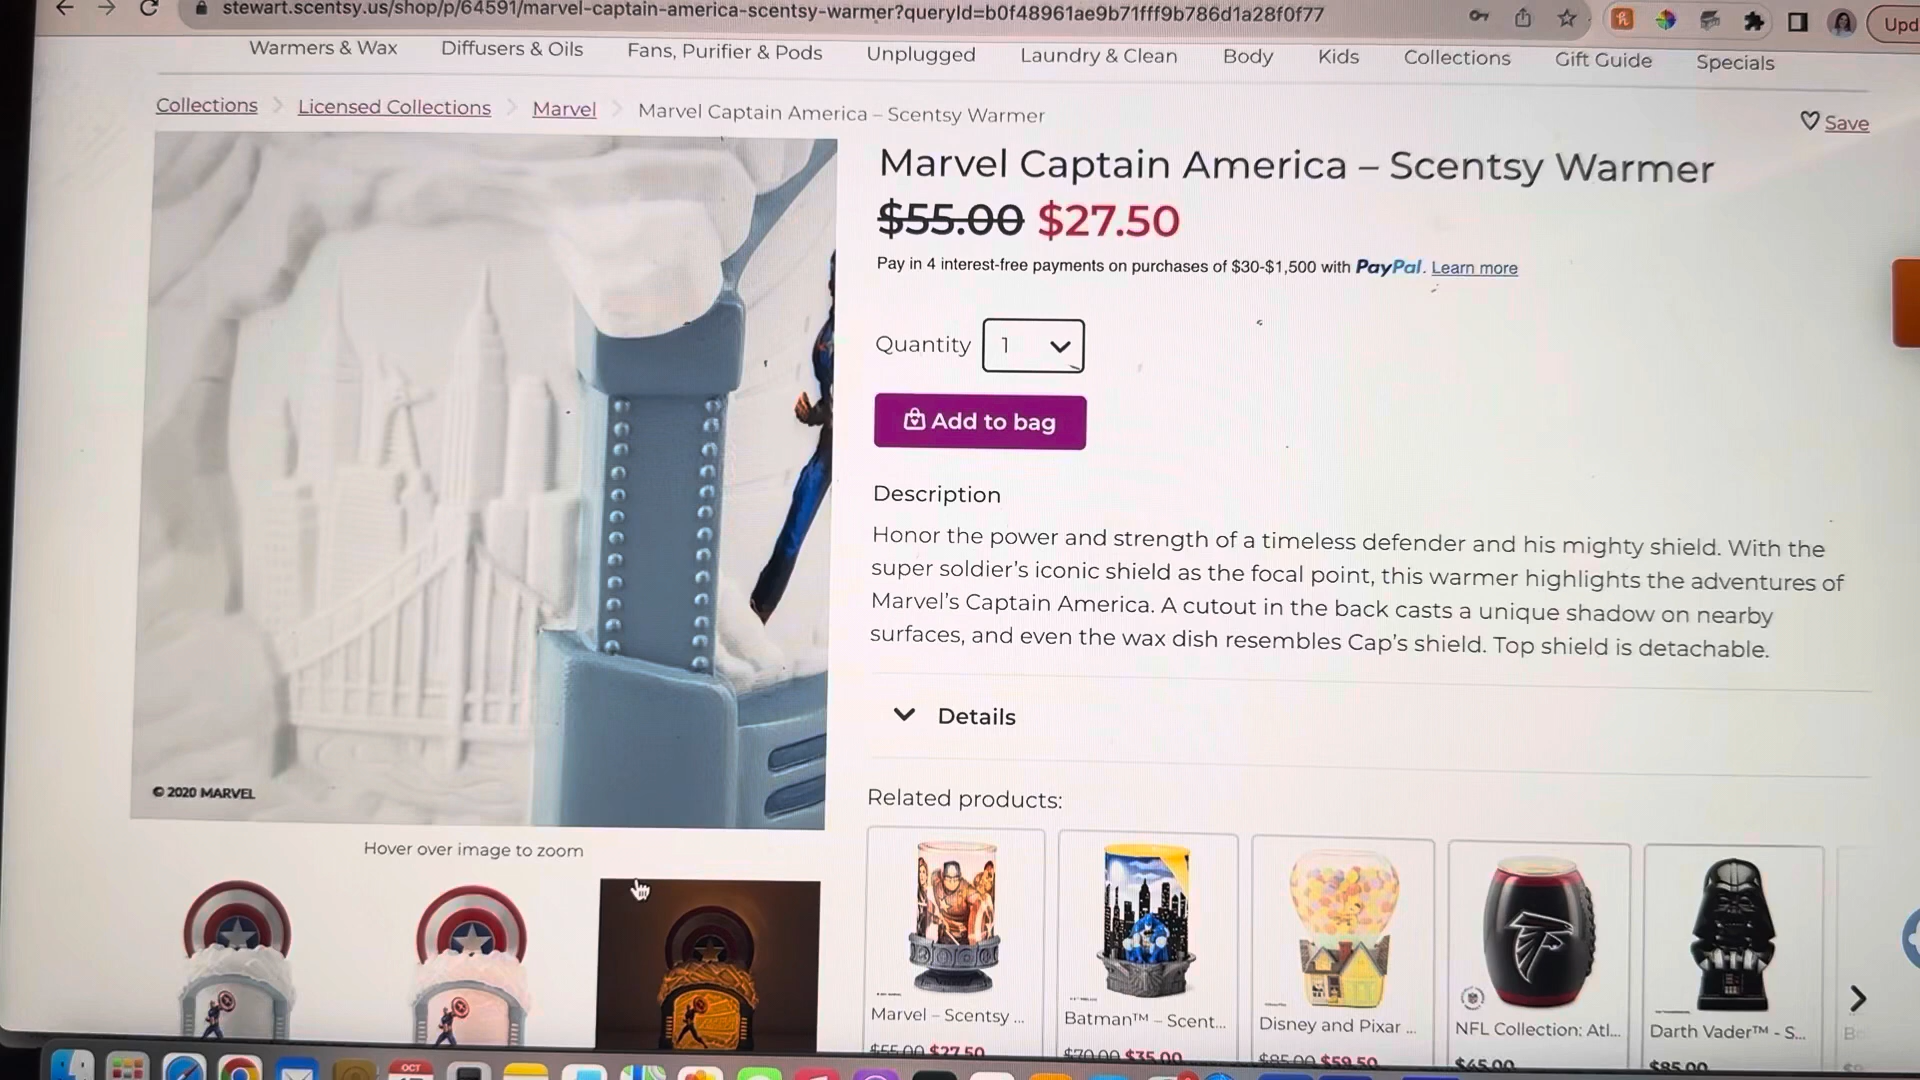 stewart.scentsy.us/shop/p/64591/marvel-captain-america-scentsy-warmer?queryId=b0f48961ae9b71fff9b786d1a28f0f77
Upd
Warmers & Wax Diffusers & Oils Fans, Purifier & Pods Unplugged Laundry & Clean Body Kids Collections Gift Guide Specials
Collections Licensed Collections Marvel Marvel Captain America – Scentsy Warmer
Save
Marvel Captain America – Scentsy Warmer
$55.00 $27.50
Pay in 4 interest-free payments on purchases of $30-$1,500 with PayPal. Learn more
Quantity 1
Add to bag
Description
Honor the power and strength of a timeless defender and his mighty shield. With the
super soldier's iconic shield as the focal point, this warmer highlights the adventures of
Marvel's Captain America. A cutout in the back casts a unique shadow on nearby
surfaces, and even the wax dish resembles Cap's shield. Top shield is detachable.
Details
© 2020 MARVEL
Hover over image to zoom
Related products:
Marvel – Scentsy ...
$55.00 $27.50
Batman™ – Scent...
$70.00 $35.00
Disney and Pixar ...
$85.00 $59.50
NFL Collection: Atl...
$65.00
Darth Vader™ - S...
$85.00
OCT